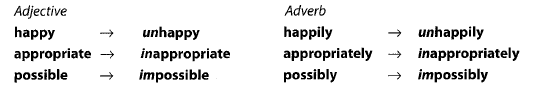 Adjective Adverb
happy → unhappy happily → unhappily
appropriate → inappropriate appropriately → inappropriately
possible → impossible possibly → impossibly